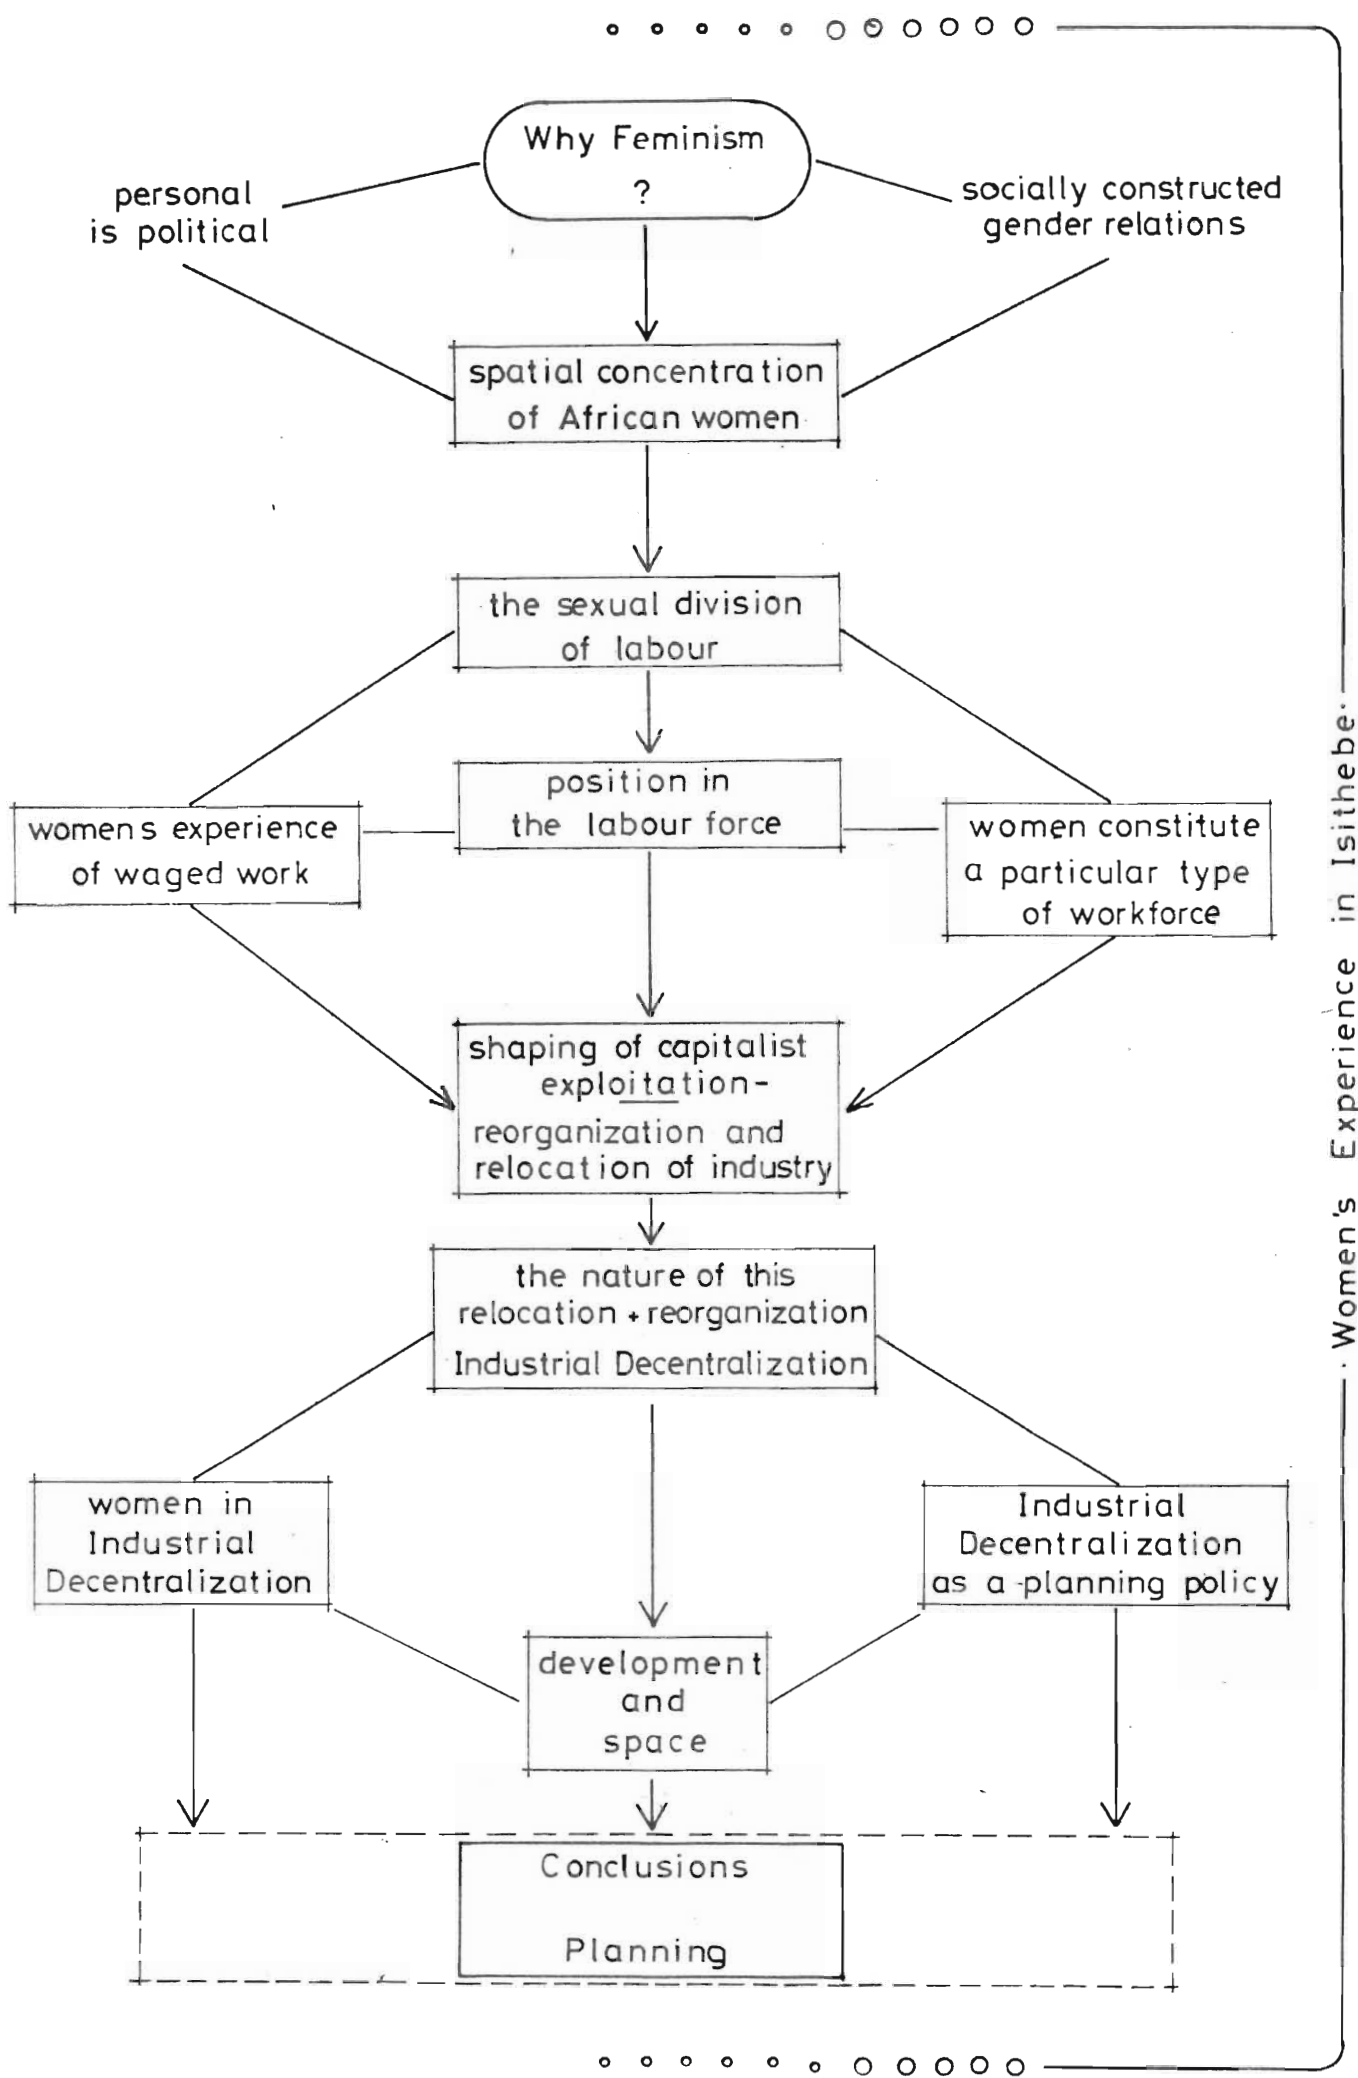 Why Feminism
?
personal
is political
socially constructed
gender relations
spatial concentration
of African women
the sexual division
of labour
position in
the labour force
womens experience
of waged work
women constitute
a particular type
of workforce
shaping of capitalist
exploitation-
reorganization and
relocation of industry
the nature of this
relocation + reorganization
Industrial Decentralization
women in
Industrial
Decentralization
Industrial
Decentralization
as a planning policy
development
and
space
Conclusions
Planning
Women's Experience in Isithebe